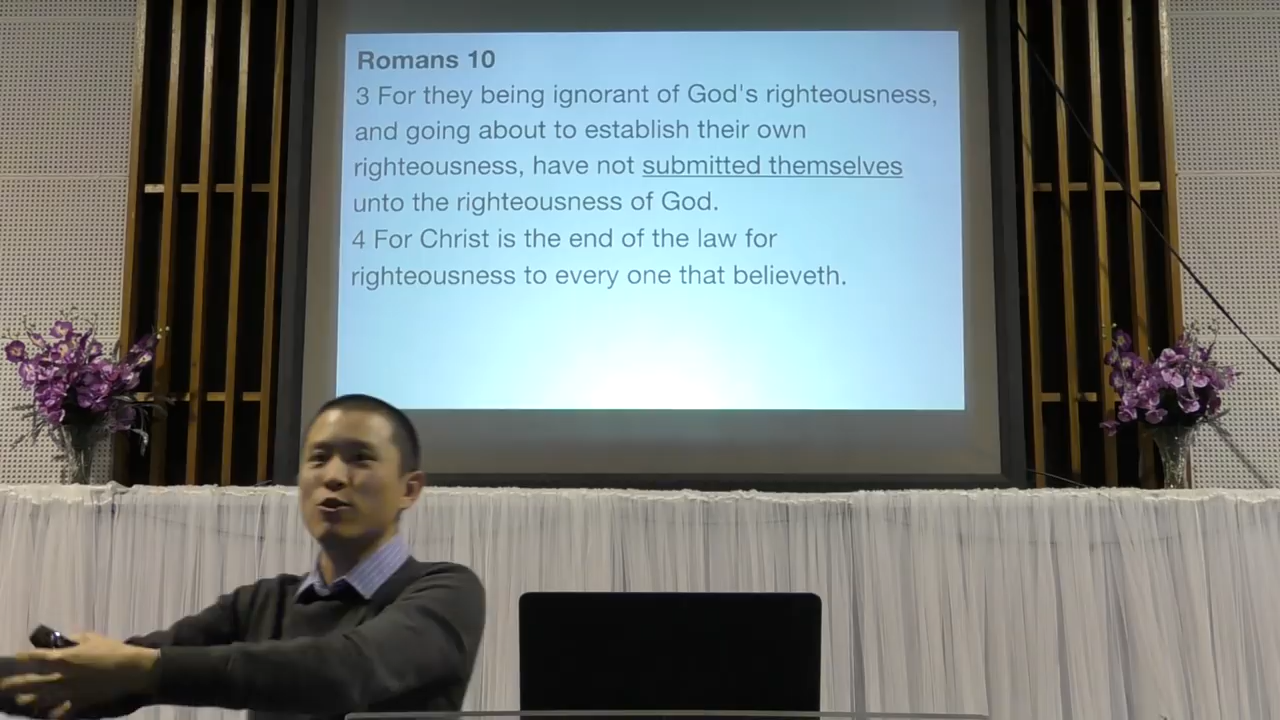 Romans 10
3 For they being ignorant of God's righteousness,
and going about to establish their own
righteousness, have not submitted themselves
unto the righteousness of God.
4 For Christ is the end of the law for
righteousness to every one that believeth.